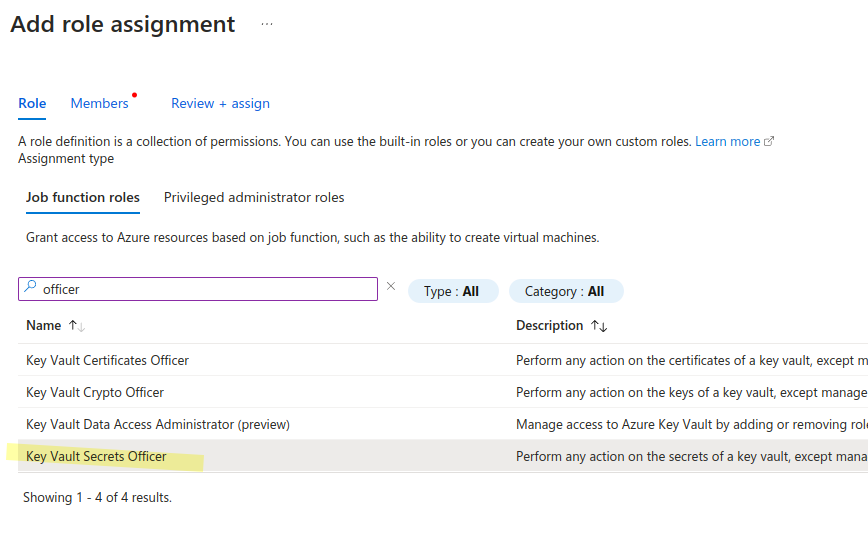 Add role assignment ...
Role Members Review + assign
A role definition is a collection of permissions. You can use the built-in roles or you can create your own custom roles. Learn more
Assignment type
Job function roles Privileged administrator roles
Grant access to Azure resources based on job function, such as the ability to create virtual machines.
officer Type : All Category : All
Name ↑↓ Description ↑↓
Key Vault Certificates Officer Perform any action on the certificates of a key vault, except m
Key Vault Crypto Officer Perform any action on the keys of a key vault, except manage
Key Vault Data Access Administrator (preview) Manage access to Azure Key Vault by adding or removing role
Key Vault Secrets Officer Perform any action on the secrets of a key vault, except mana
Showing 1 - 4 of 4 results.